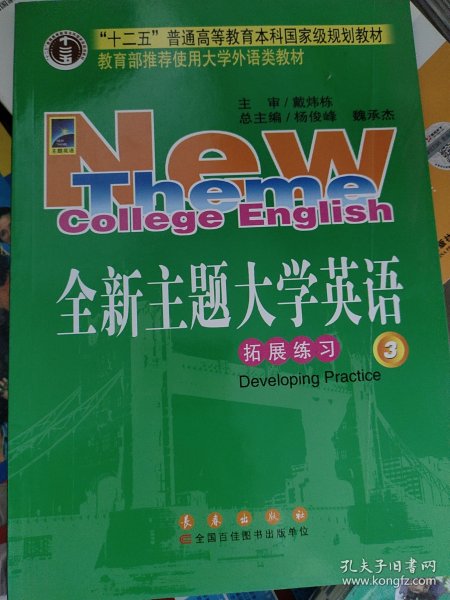 “十二五”普通高等教育本科国家级规划教材
教育部推荐使用大学外语类教材
主 审/戴炜栋
总主编/杨俊峰 魏承杰
主题英语
New
Theme
College English
全新主题大学英语
拓展练习 3
Developing Practice
长春出版社
全国百佳图书出版单位
孔夫子旧书网
www.kongfz.com